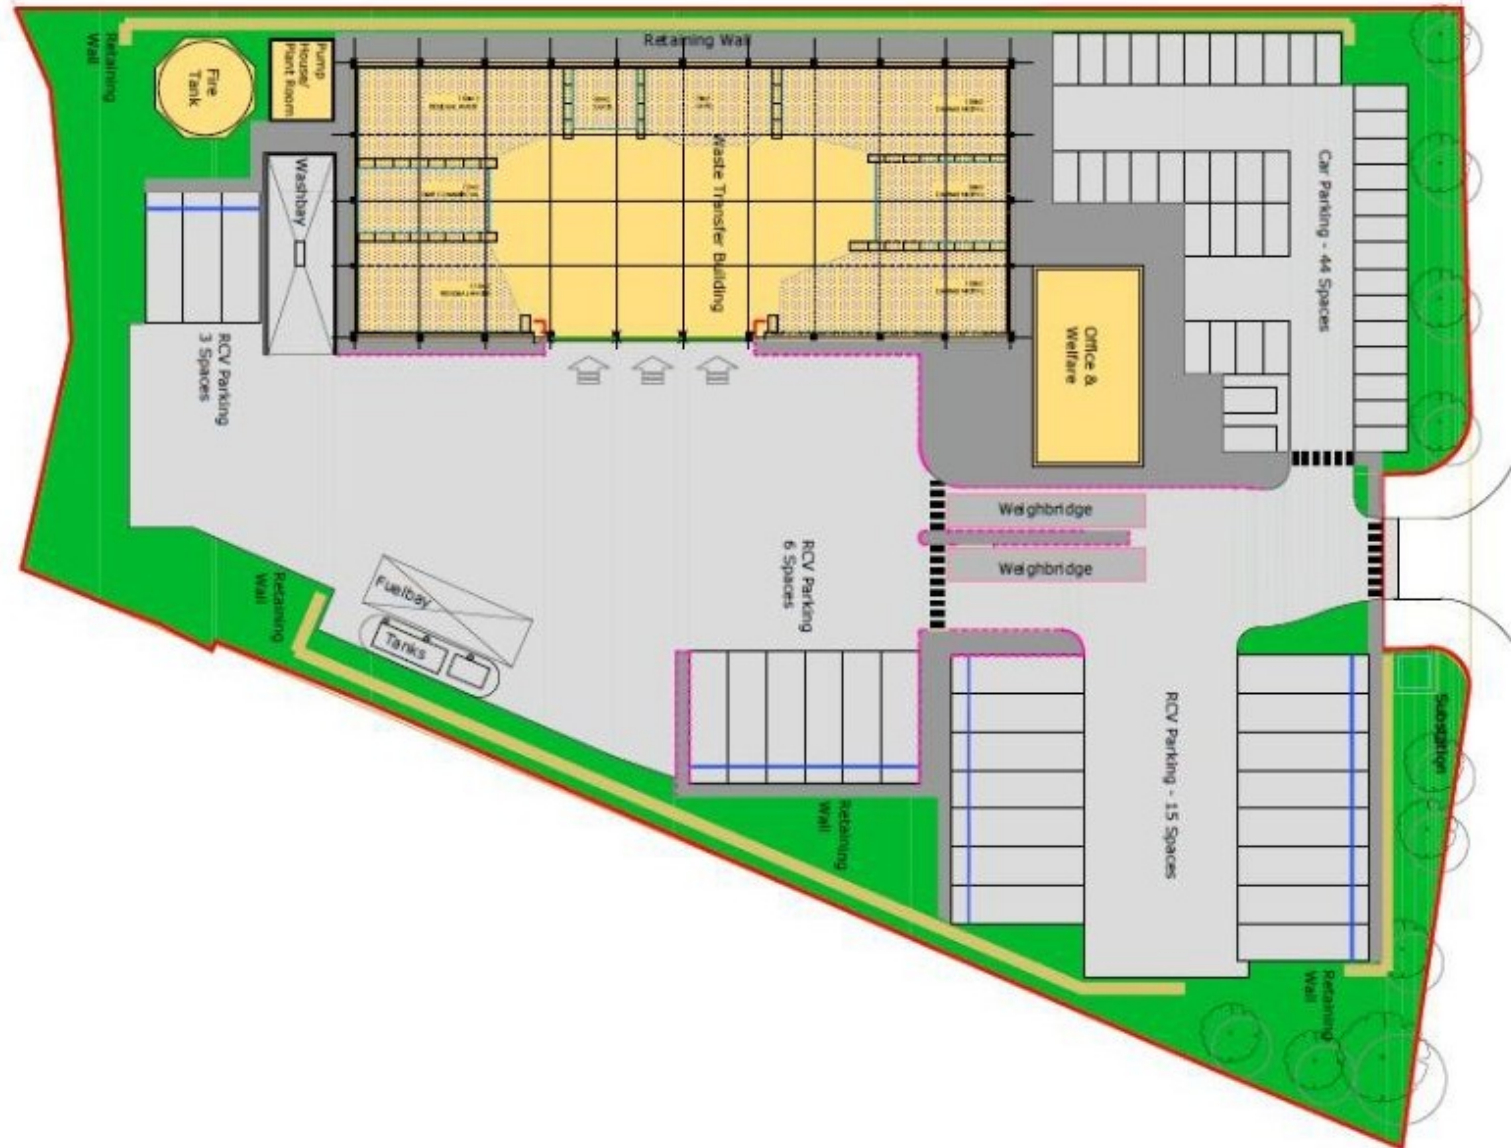 Retaining
Wall
Fire
Tank
Pump
House/
Plant Room
Retaining Wall
Washbay
Waste Transfer Building
Car Parking - 44 Spaces
Office &
Welfare
RCV Parking
3 Spaces
Weighbridge
Weighbridge
RCV Parking
6 Spaces
Retaining
Wall
Fuelbay
Tanks
RCV Parking - 15 Spaces
Substation
Retaining
Wall
Retaining
Wall